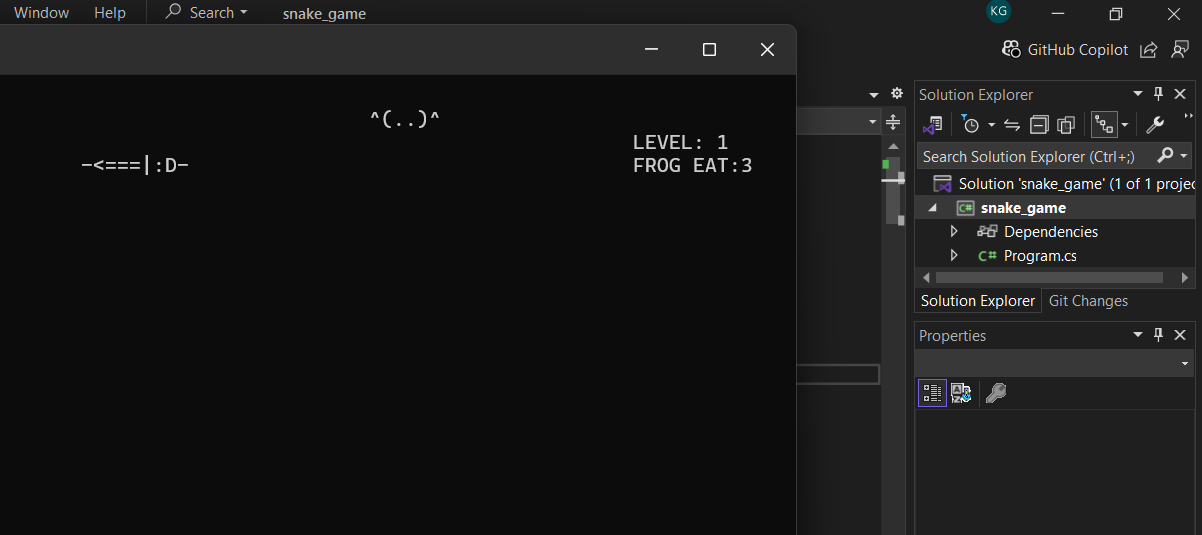 Window Help Search snake_game KG
GitHub Copilot
^(..)^
LEVEL: 1
-<===|:D-
FROG EAT:3
Solution Explorer
Search Solution Explorer (Ctrl+;)
Solution 'snake_game' (1 of 1 projec
C# snake_game
Dependencies
C# Program.cs
Solution Explorer Git Changes
Properties